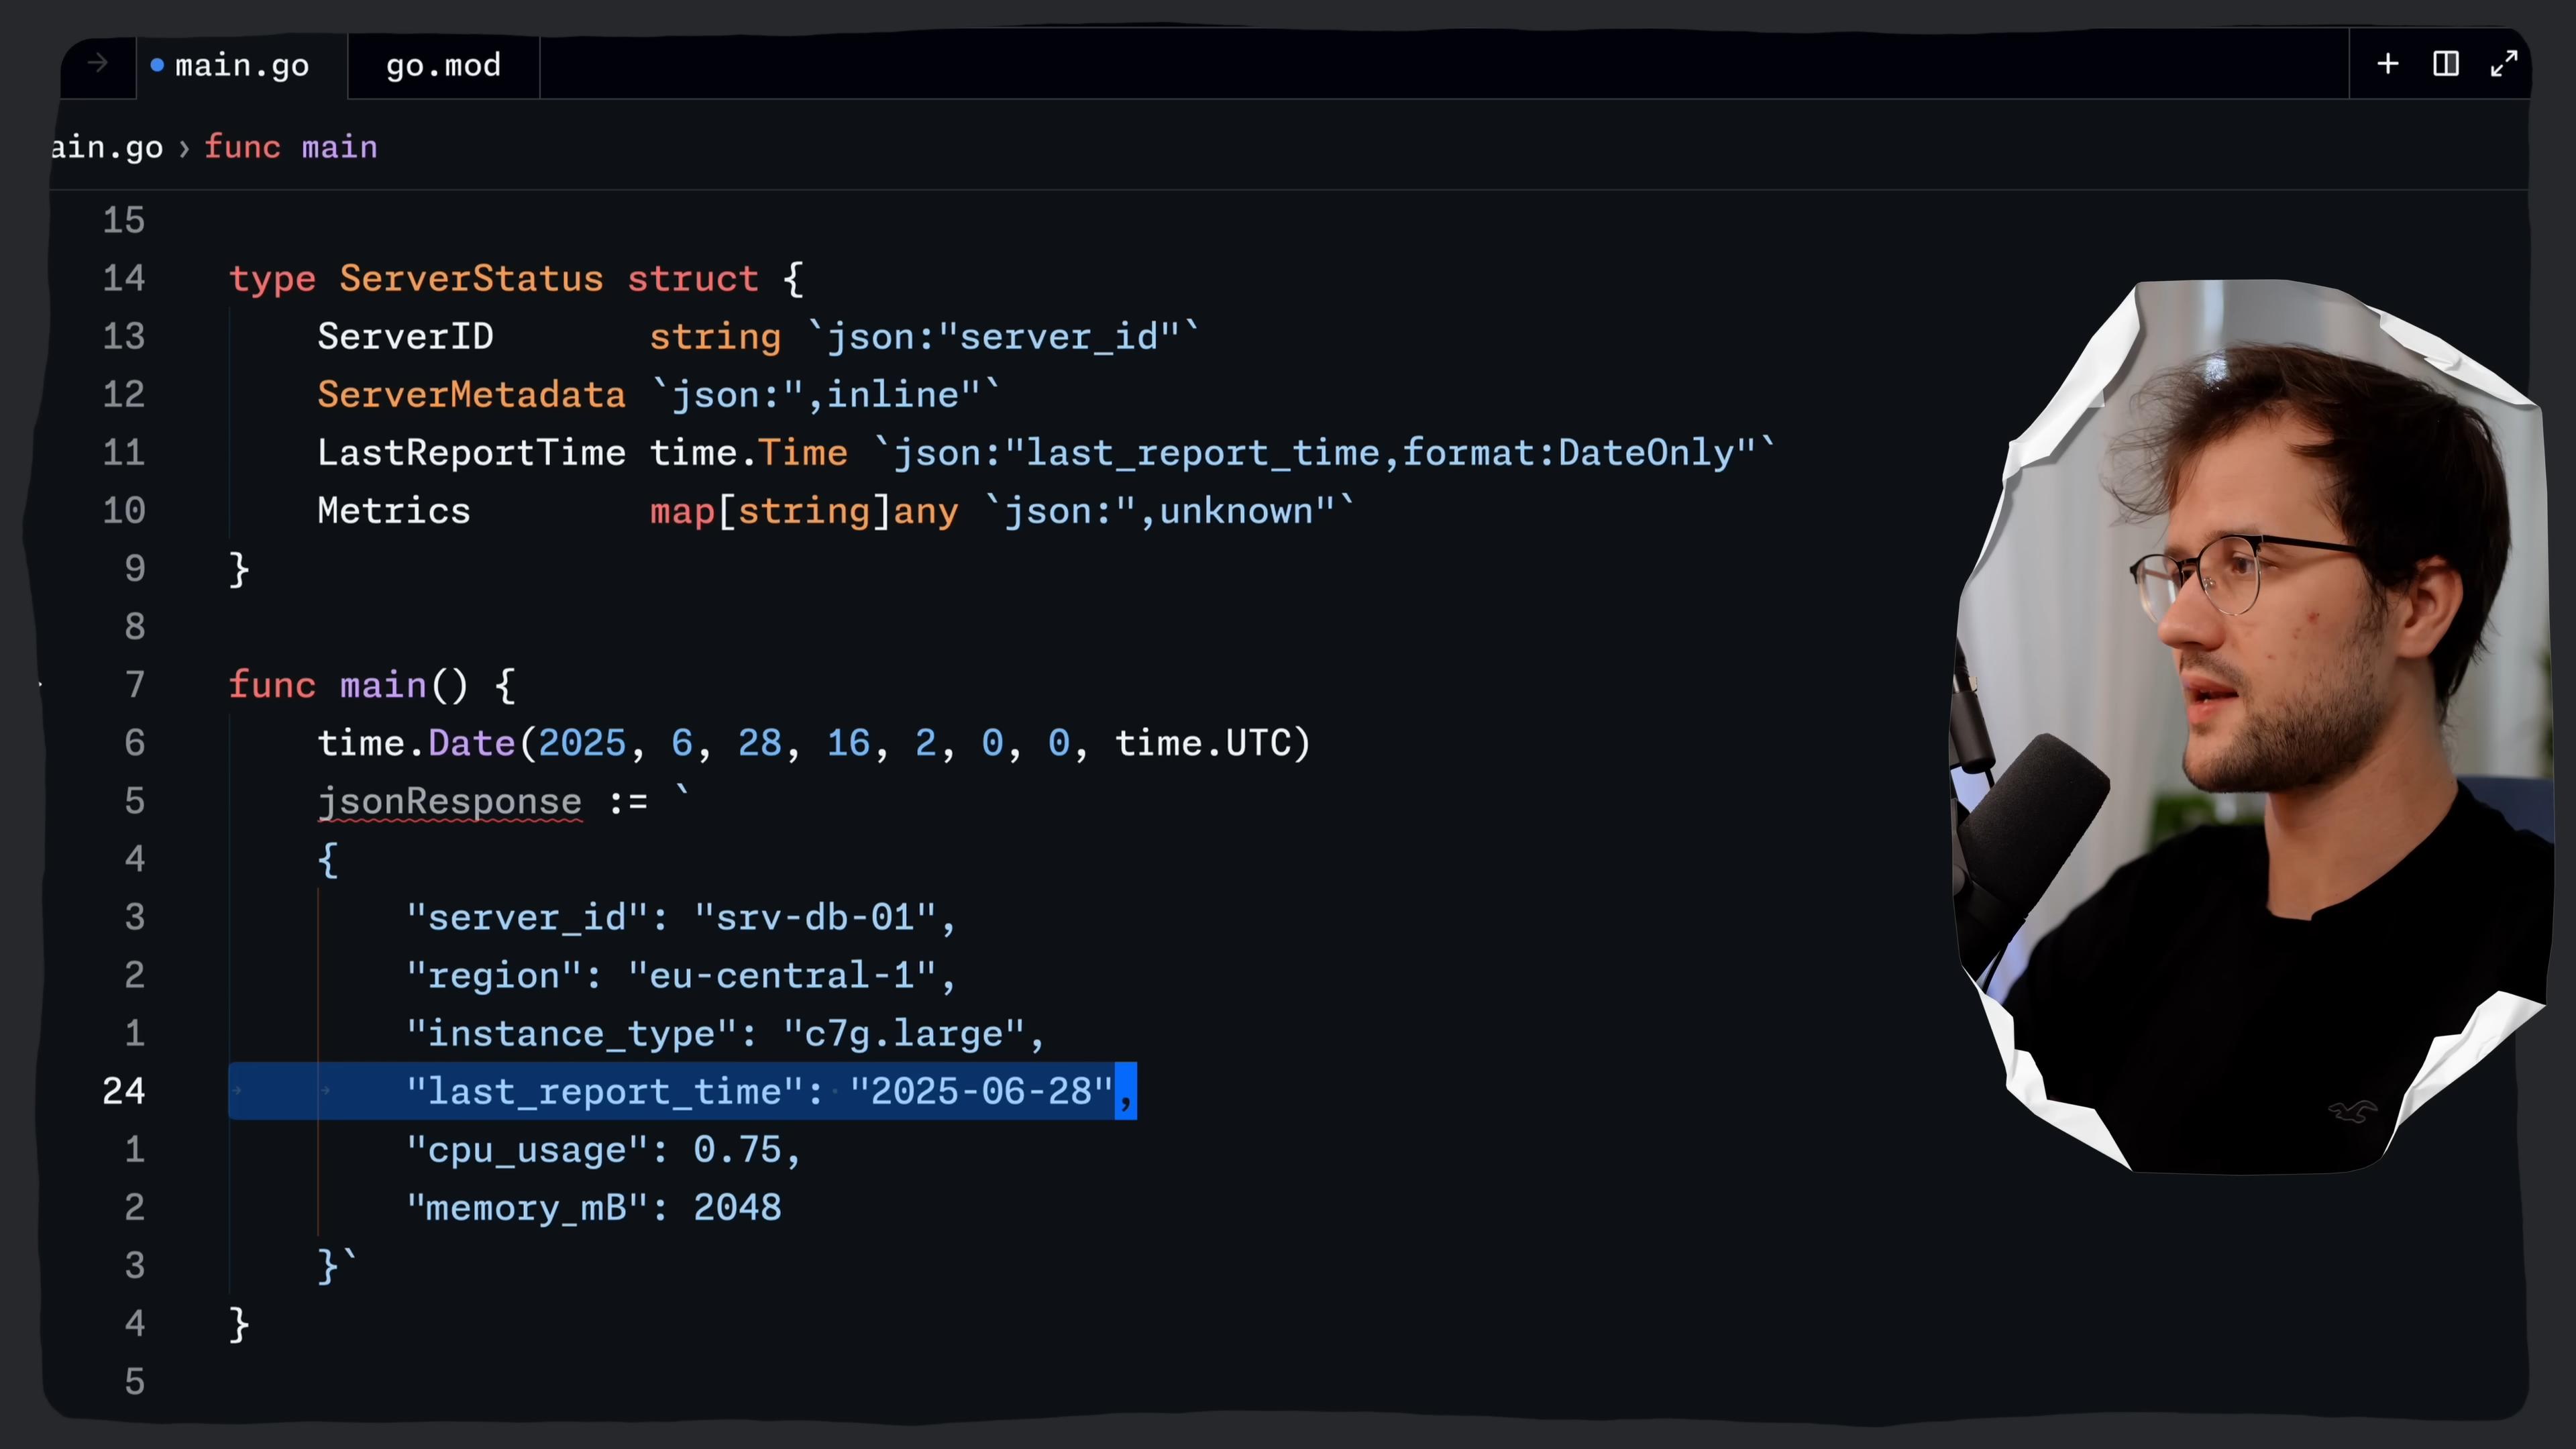 main.go go.mod
ain.go › func main
15
14 type ServerStatus struct {
13 ServerID string `json:"server_id"`
12 ServerMetadata `json:",inline"`
11 LastReportTime time.Time `json:"last_report_time,format:DateOnly"`
10 Metrics map[string]any `json:",unknown"`
9 }
8
7 func main() {
6 time.Date(2025, 6, 28, 16, 2, 0, 0, time.UTC)
5 jsonResponse := `
4 {
3 "server_id": "srv-db-01",
2 "region": "eu-central-1",
1 "instance_type": "c7g.large",
24 "last_report_time": "2025-06-28",
1 "cpu_usage": 0.75,
2 "memory_mB": 2048
3 }`
4 }
5